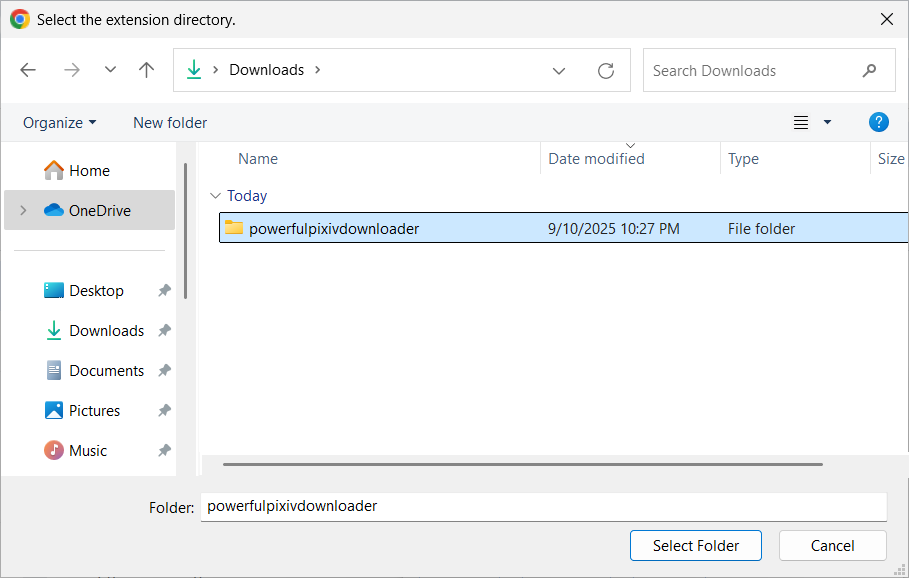 Select the extension directory.
Downloads
Search Downloads
Organize
New folder
?
Name
Date modified
Type
Size
Home
OneDrive
Desktop
Downloads
Documents
Pictures
Music
Today
powerfulpixivdownloader 9/10/2025 10:27 PM File folder
Folder: powerfulpixivdownloader
Select Folder
Cancel